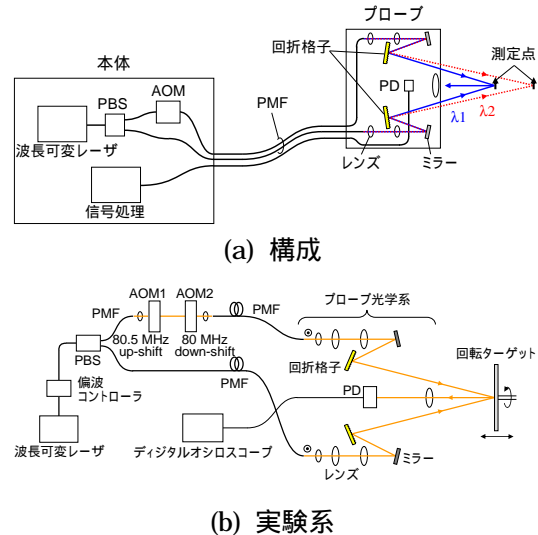 プローブ
回折格子
測定点
本体
PD
AOM
PBS
PMF
λ1
λ2
波長可変レーザ
レンズ
ミラー
信号処理
(a) 構成
AOM1
AOM2
プローブ光学系
PMF
PMF
80.5 MHz
up-shift
80 MHz
down-shift
回折格子
回転ターゲット
PBS
PMF
PD
偏波
コントローラ
波長可変レーザ
ディジタルオシロスコープ
レンズ
ミラー
(b) 実験系